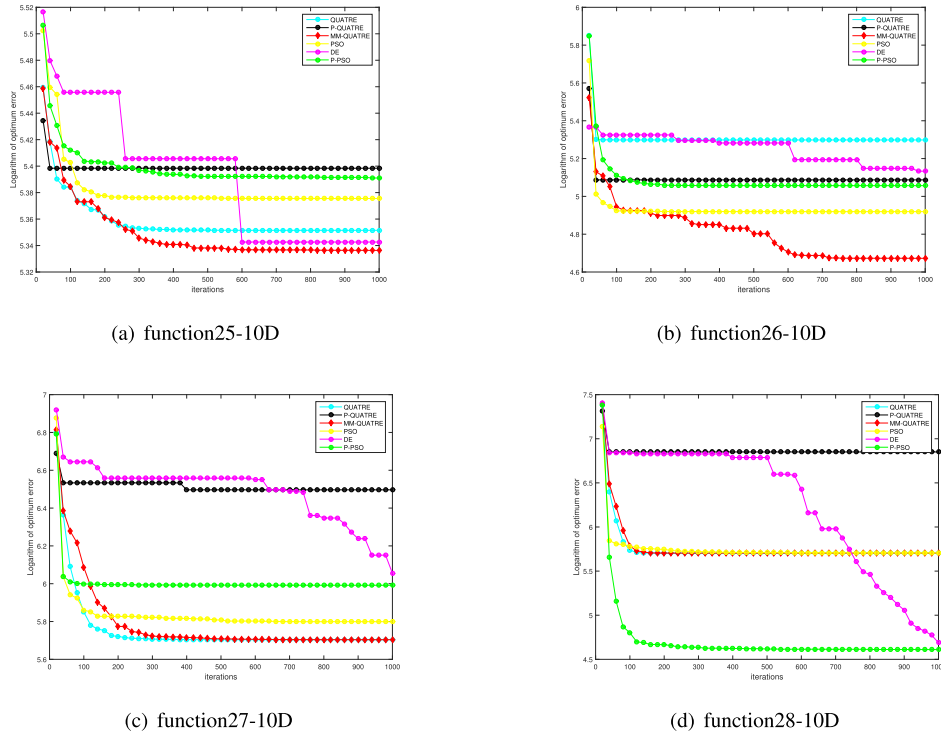 5.52
5.5
5.48
5.46
5.44
5.42
5.4
5.38
5.36
5.34
5.32
Logarithm of optimum error
QUATRE
P-QUATRE
MM-QUATRE
PSO
DE
P-PSO
0 100 200 300 400 500 600 700 800 900 1000
iterlations
(a) function25-10D
6
5.8
5.6
5.4
5.2
5
4.8
4.6
Logarithm of optimum error
QUATRE
P-QUATRE
MM-QUATRE
PSO
DE
P-PSO
0 100 200 300 400 500 600 700 800 900 1000
iterlations
(b) function26-10D
7
6.8
6.6
6.4
6.2
6
5.8
5.6
Logarithm of optimum error
QUATRE
P-QUATRE
MM-QUATRE
PSO
DE
P-PSO
0 100 200 300 400 500 600 700 800 900 1000
iterlations
(c) function27-10D
7.5
7
6.5
6
5.5
5
4.5
Logarithm of optimum error
QUATRE
P-QUATRE
MM-QUATRE
PSO
DE
P-PSO
0 100 200 300 400 500 600 700 800 900 1000
iterlations
(d) function28-10D